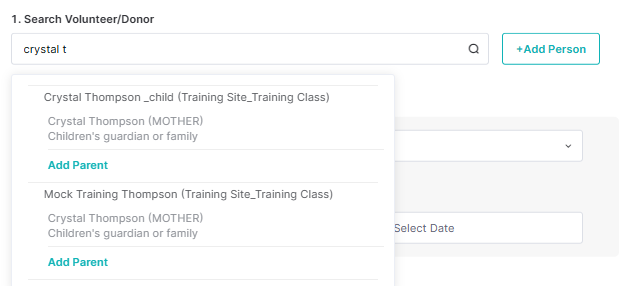 1. Search Volunteer/Donor
crystal t
+Add Person
Crystal Thompson _child (Training Site_Training Class)
Crystal Thompson (MOTHER)
Children's guardian or family
Add Parent
Mock Training Thompson (Training Site_Training Class)
Crystal Thompson (MOTHER)
Children's guardian or family
Select Date
Add Parent